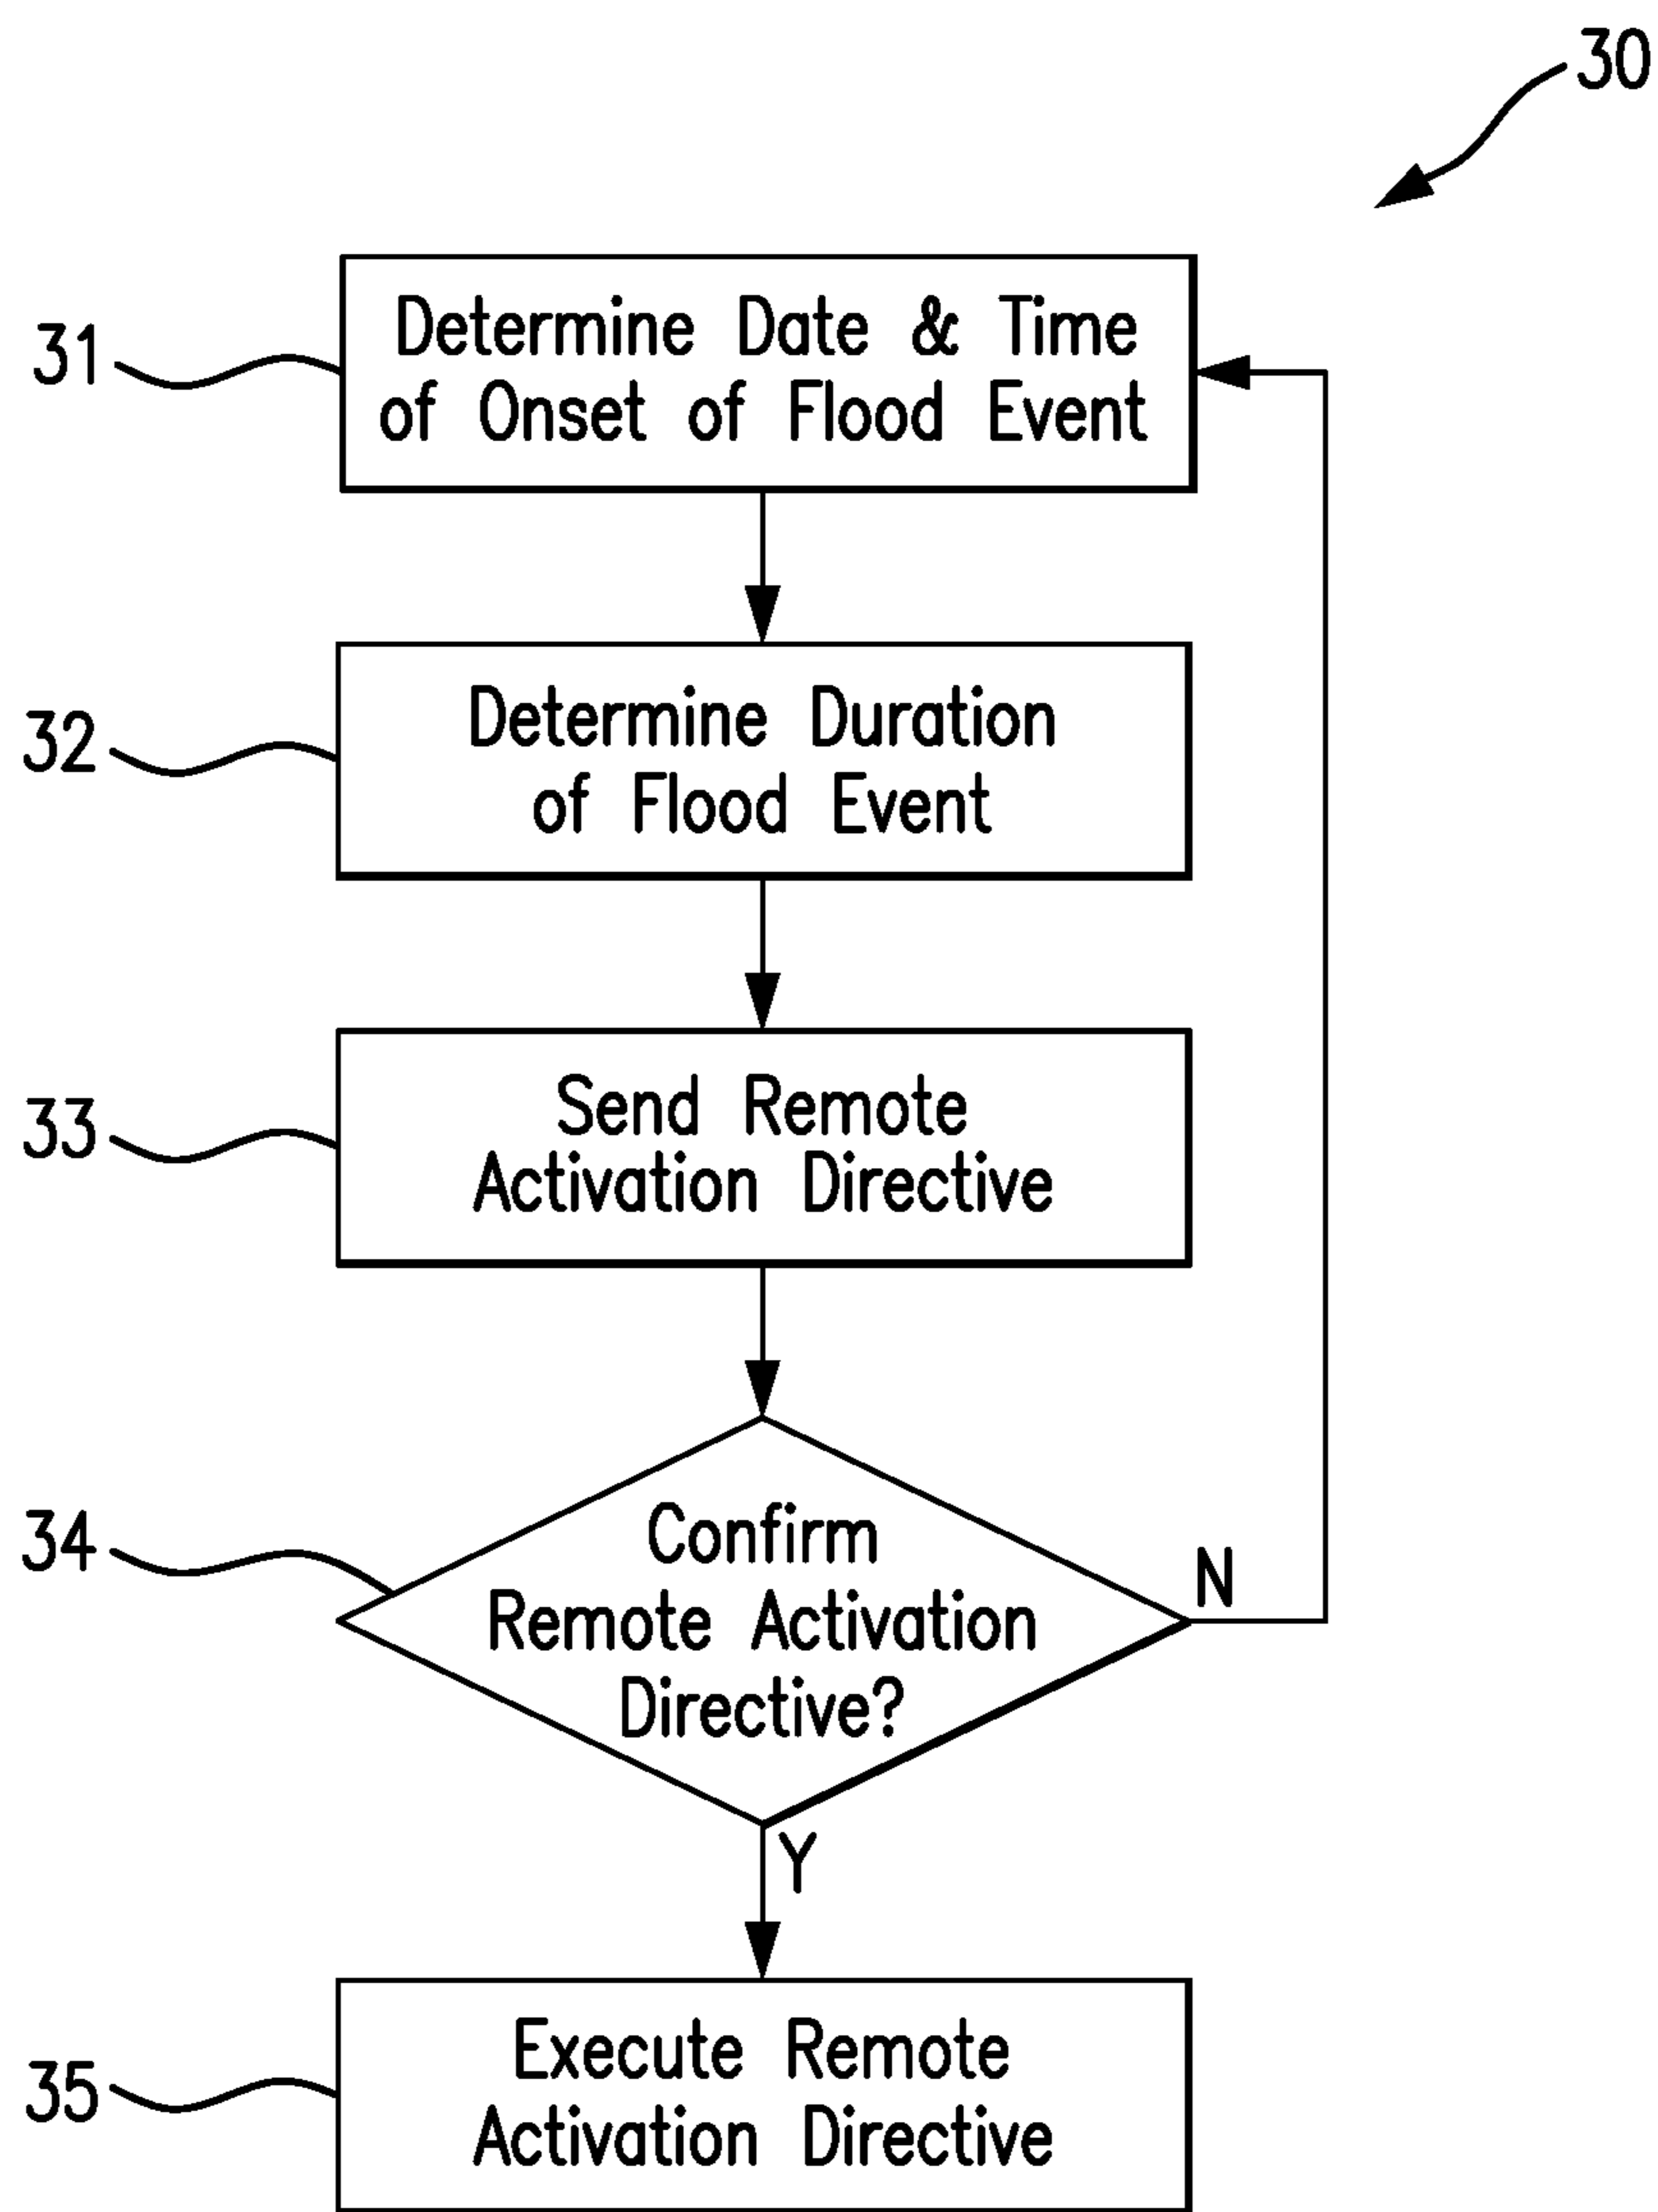 30
31
Determine Date & Time
of Onset of Flood Event
32
Determine Duration
of Flood Event
33
Send Remote
Activation Directive
34
Confirm
Remote Activation
Directive?
N
Y
35
Execute Remote
Activation Directive